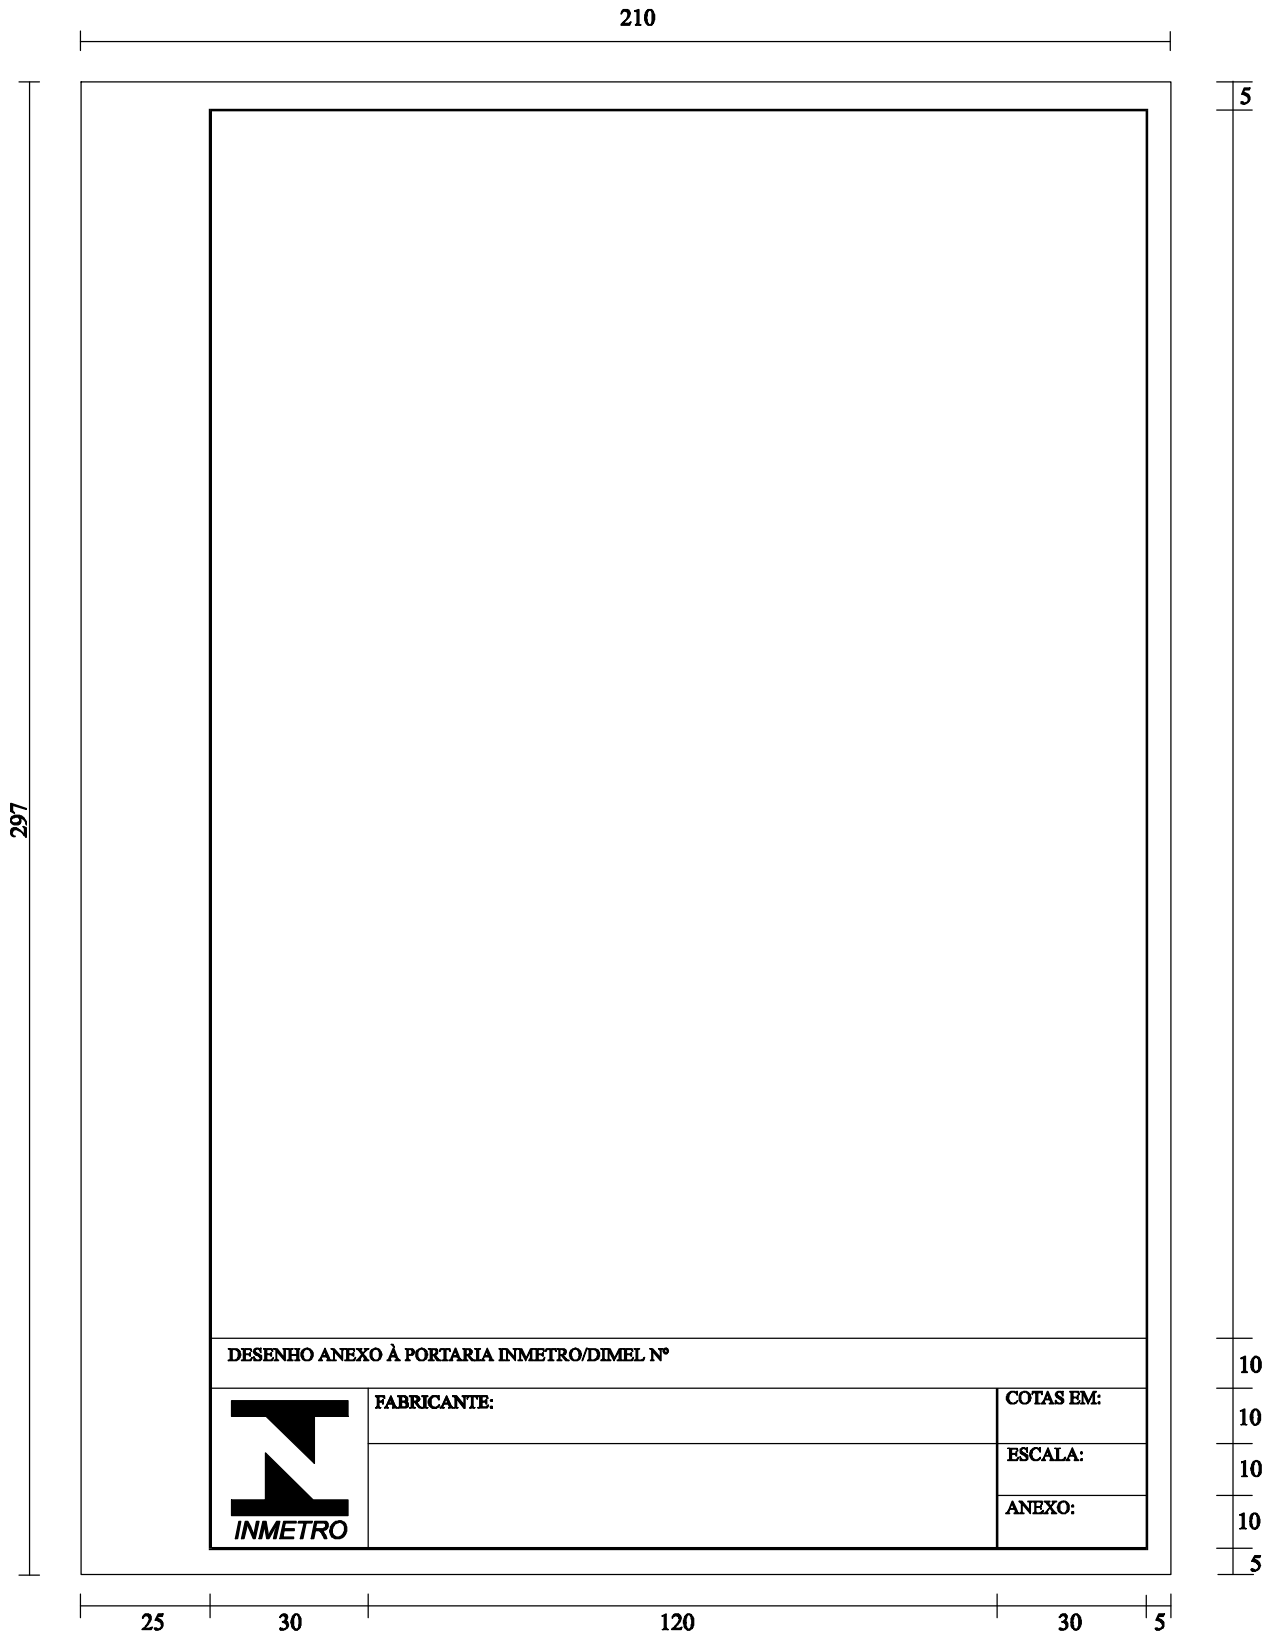 210
5
297
DESENHO ANEXO À PORTARIA INMETRO/DIMEL Nº
10
FABRICANTE:
COTAS EM:
10
ESCALA:
10
ANEXO:
10
INMETRO
5
25
30
120
30
5